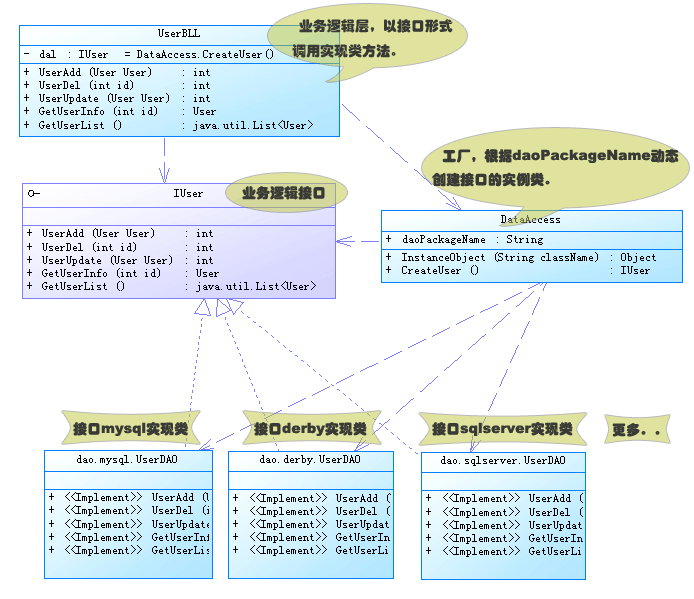 UserBLL
- dal : IUser = DataAccess.CreateUser()
+ UserAdd (User User) : int
+ UserDel (int id) : int
+ UserUpdate (User User) : int
+ GetUserInfo (int id) : User
+ GetUserList () : java.util.List<User>
业务逻辑层，以接口形式
调用实现类方法。
工厂，根据daoPackageName动态
创建接口的实例类。
IUser
业务逻辑接口
+ UserAdd (User User) : int
+ UserDel (int id) : int
+ UserUpdate (User User) : int
+ GetUserInfo (int id) : User
+ GetUserList () : java.util.List<User>
DataAccess
+ daoPackageName : String
+ InstanceObject (String className) : Object
+ CreateUser () : IUser
接口mysql实现类
接口derby实现类
接口sqlserver实现类
更多。。
dao.mysql.UserDAO
+ <<Implement>> UserAdd (
+ <<Implement>> UserDel (i
+ <<Implement>> UserUpdate
+ <<Implement>> GetUserInf
+ <<Implement>> GetUserLis
dao.derby.UserDAO
+ <<Implement>> UserAdd (
+ <<Implement>> UserDel (
+ <<Implement>> UserUpdat
+ <<Implement>> GetUserIn
+ <<Implement>> GetUserLi
dao.sqlserver.UserDAO
+ <<Implement>> UserAdd (
+ <<Implement>> UserDel (
+ <<Implement>> UserUpdat
+ <<Implement>> GetUserIn
+ <<Implement>> GetUserLi